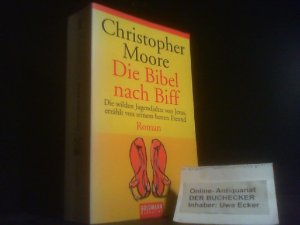 Christopher
Moore
Die Bibel
nach Biff
Die wilden Jugendjahre von Jesus,
erzählt von seinem besten Freund
Roman
GOLDMANN
Online- Antiquariat
DER BUCHECKER
Inhaber: Uwe Ecker